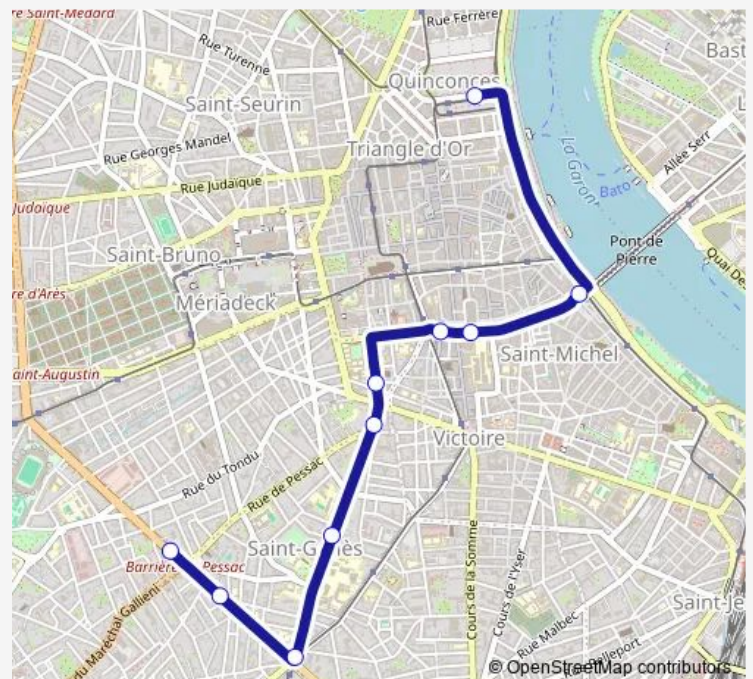 re Saint-Médard
Rue Ferrère
Rue Turenne
Bast
Quinconces
Saint-Seurin
Rue Georges Mandel
Triangle d'Or
La Garon
Allée Serr
Rue Judaïque
Judaïque
Bato
Pont de
Pierre
Quai De
Saint-Bruno
re d'Arès
Mériadeck
Saint-Michel
aint-Augustin
Victoire
Rue du Tondu
Rue de Pessac
Cours de la Somme
Cours de l'Yser
Saint-G
ès
Barrière
Pessac
du Maréchal Gallieni
Rue Malbec
Saint-Je
© OpenStreetMap contributors